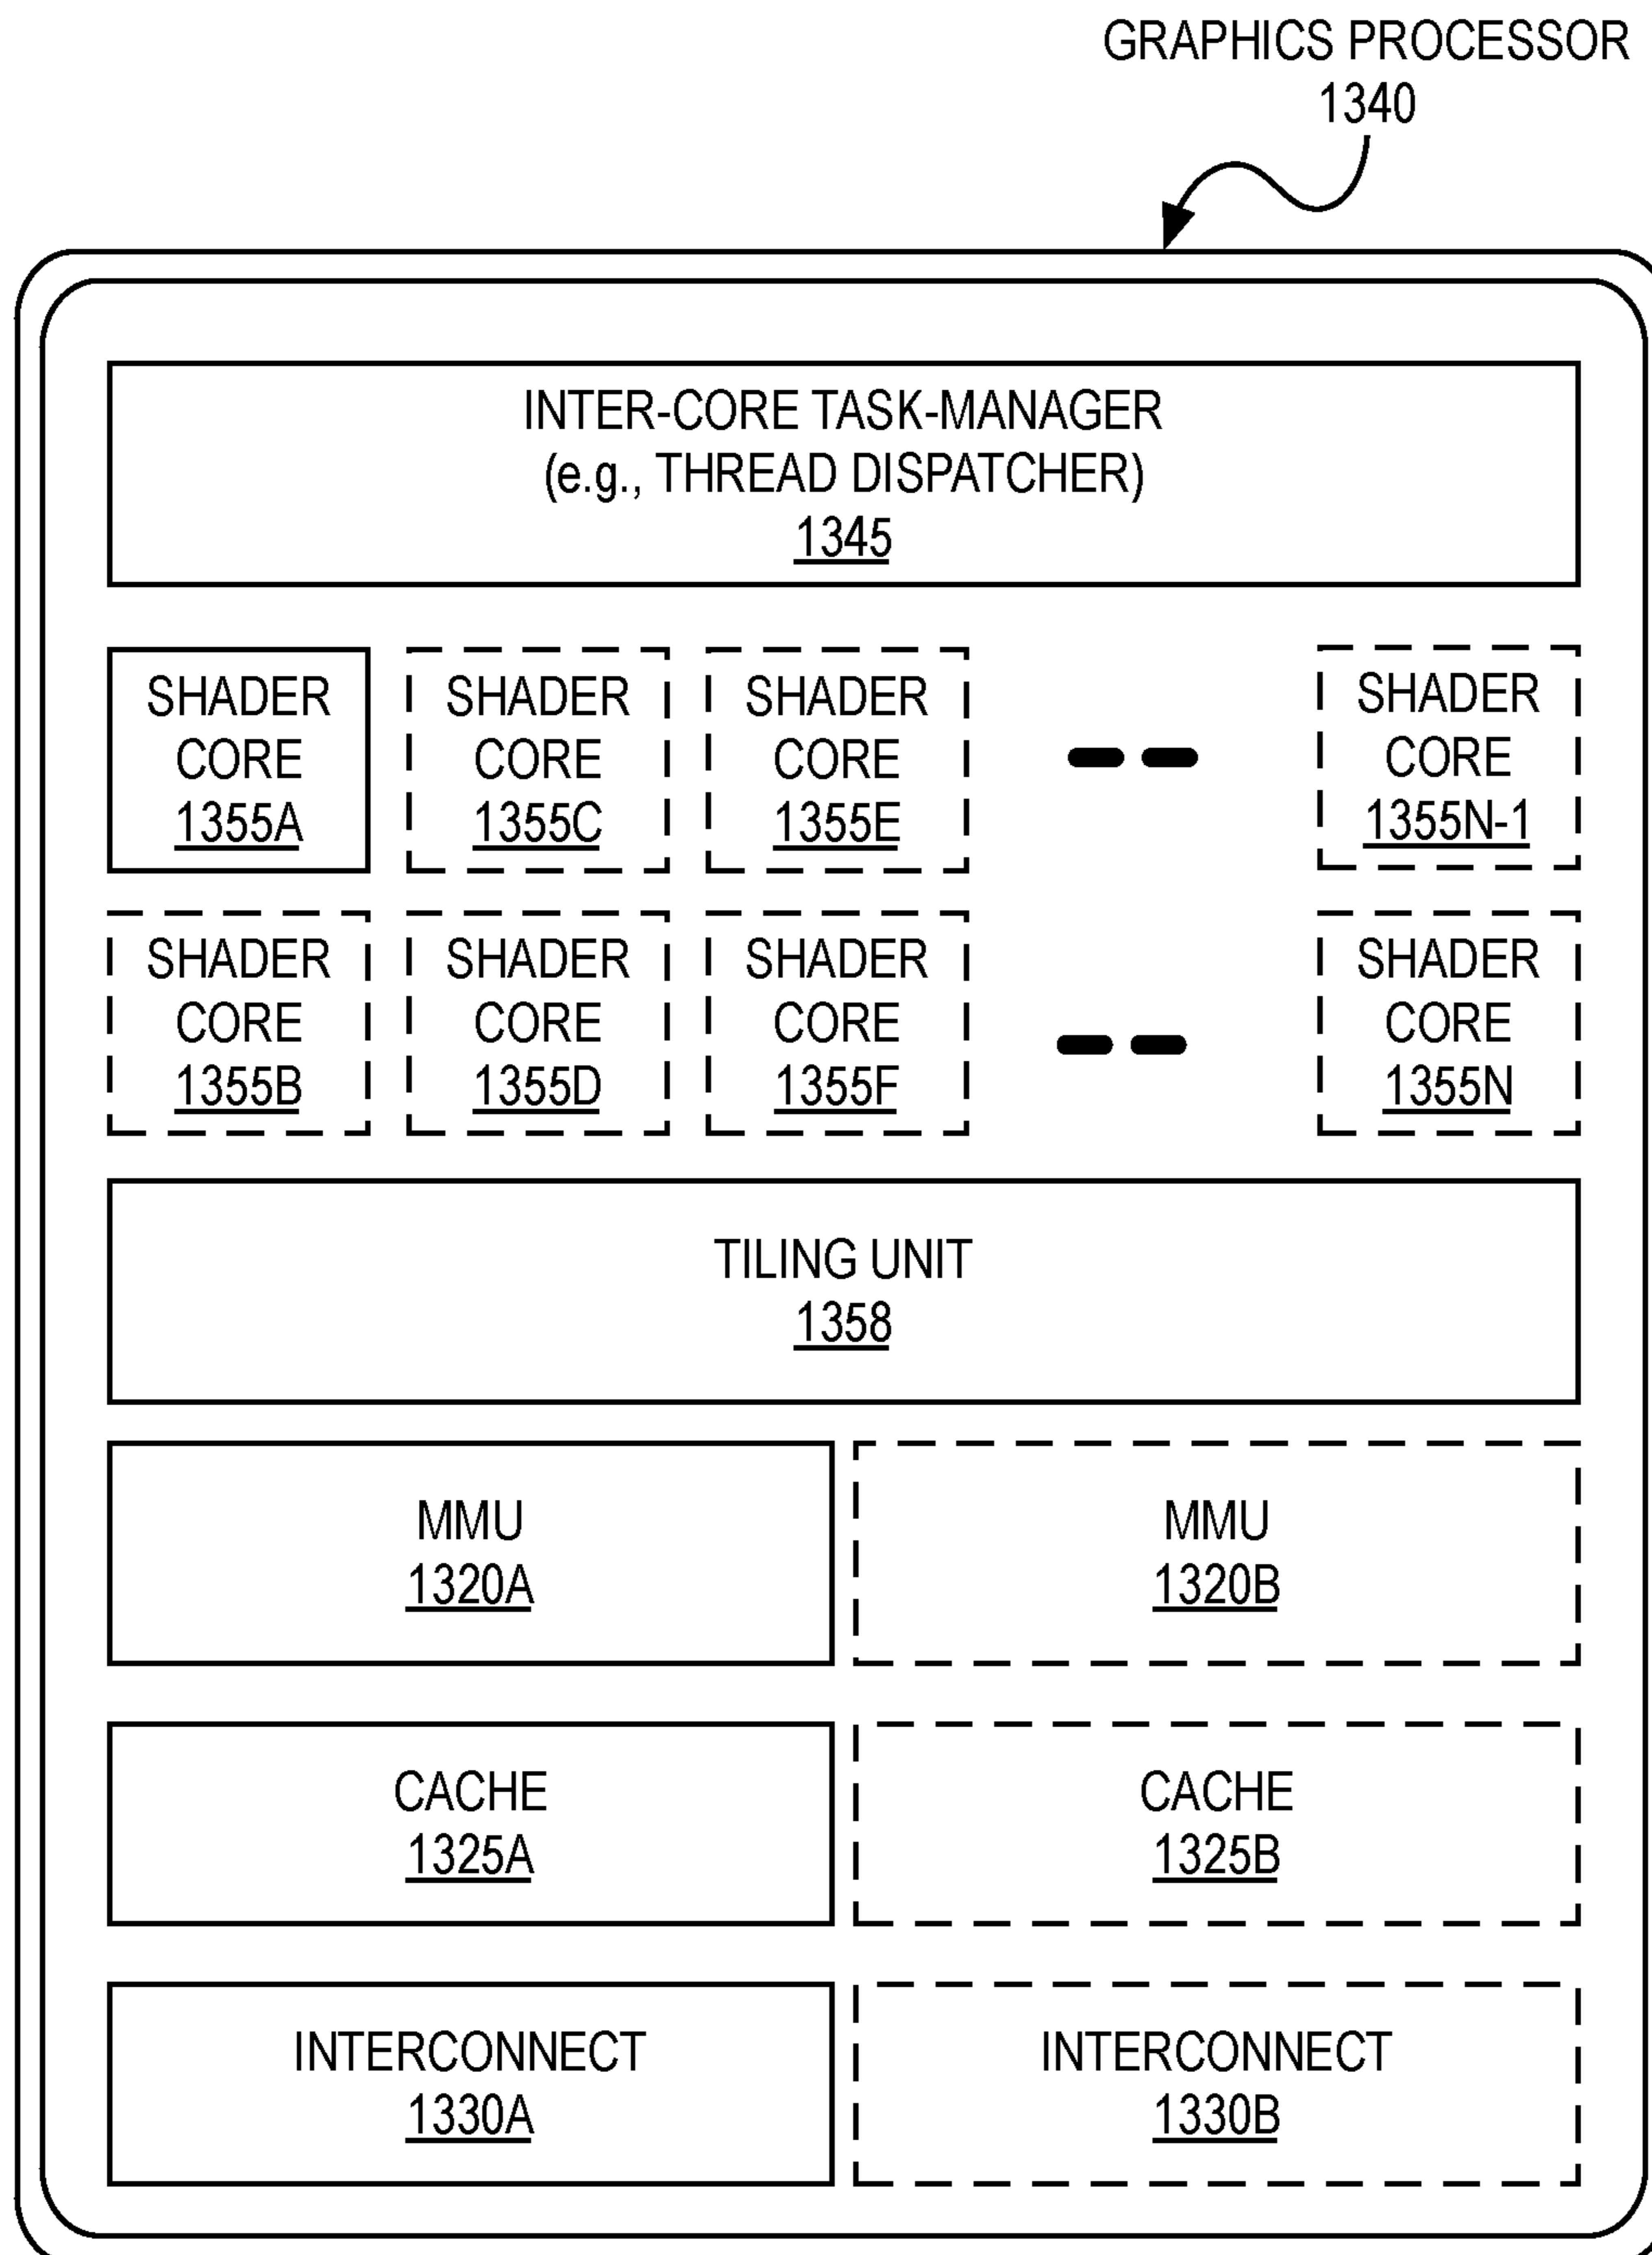 GRAPHICS PROCESSOR
1340
INTER-CORE TASK-MANAGER
(e.g., THREAD DISPATCHER)
1345
SHADER
CORE
1355A
SHADER
CORE
1355C
SHADER
CORE
1355E
SHADER
CORE
1355N-1
SHADER
CORE
1355B
SHADER
CORE
1355D
SHADER
CORE
1355F
SHADER
CORE
1355N
TILING UNIT
1358
MMU
1320A
MMU
1320B
CACHE
1325A
CACHE
1325B
INTERCONNECT
1330A
INTERCONNECT
1330B